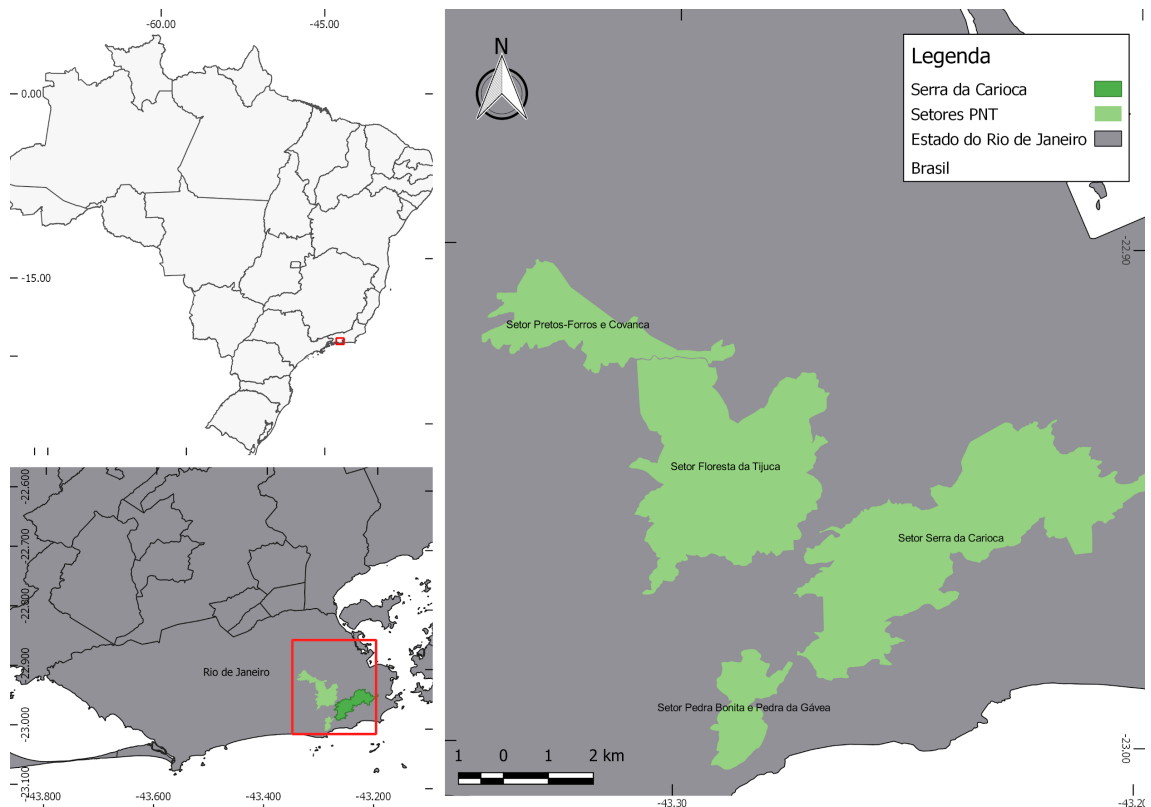 -60.00
-45.00
0.00
-15.00
N
Legenda
Serra da Carioca
Setores PNT
Estado do Rio de Janeiro
Brasil
-22.90
Setor Pretos-Forros e Covanca
Setor Floresta da Tijuca
Setor Serra da Carioca
Setor Pedra Bonita e Pedra da Gávea
-23.00
1 0 1 2 km
-43.30
-43.20
-22.600
-22.700
-22.800
-22.900
-23.000
-23.100
Rio de Janeiro
-43.800
-43.600
-43.400
-43.200